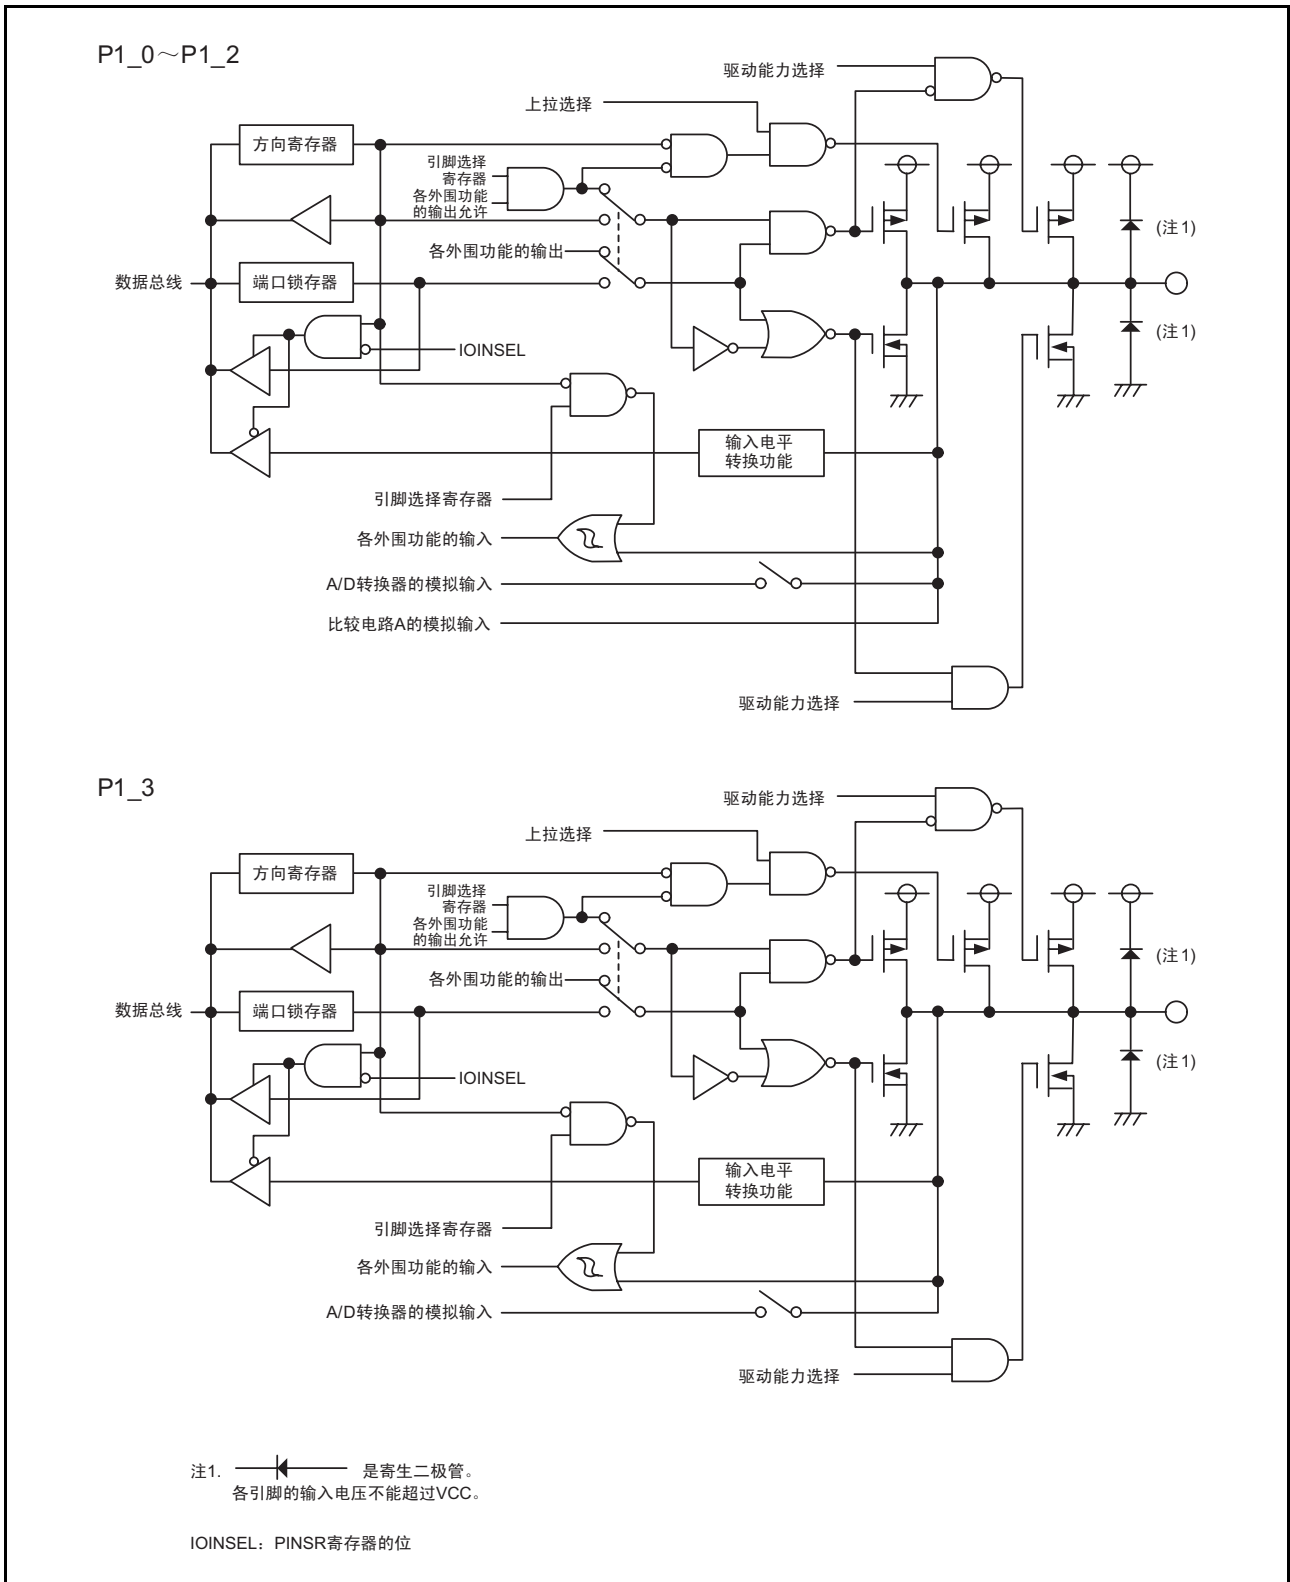 P1_0～P1_2
驱动能力选择
上拉选择
方向寄存器
引脚选择
寄存器
各外围功能
的输出允许
(注1)
各外围功能的输出
数据总线
端口锁存器
(注1)
IOINSEL
输入电平
转换功能
引脚选择寄存器
各外围功能的输入
A/D转换器的模拟输入
比较电路A的模拟输入
驱动能力选择
P1_3
驱动能力选择
上拉选择
方向寄存器
引脚选择
寄存器
各外围功能
的输出允许
(注1)
各外围功能的输出
数据总线
端口锁存器
(注1)
IOINSEL
输入电平
转换功能
引脚选择寄存器
各外围功能的输入
A/D转换器的模拟输入
驱动能力选择
注1. 是寄生二极管。
各引脚的输入电压不能超过VCC。
IOINSEL：PINSR寄存器的位